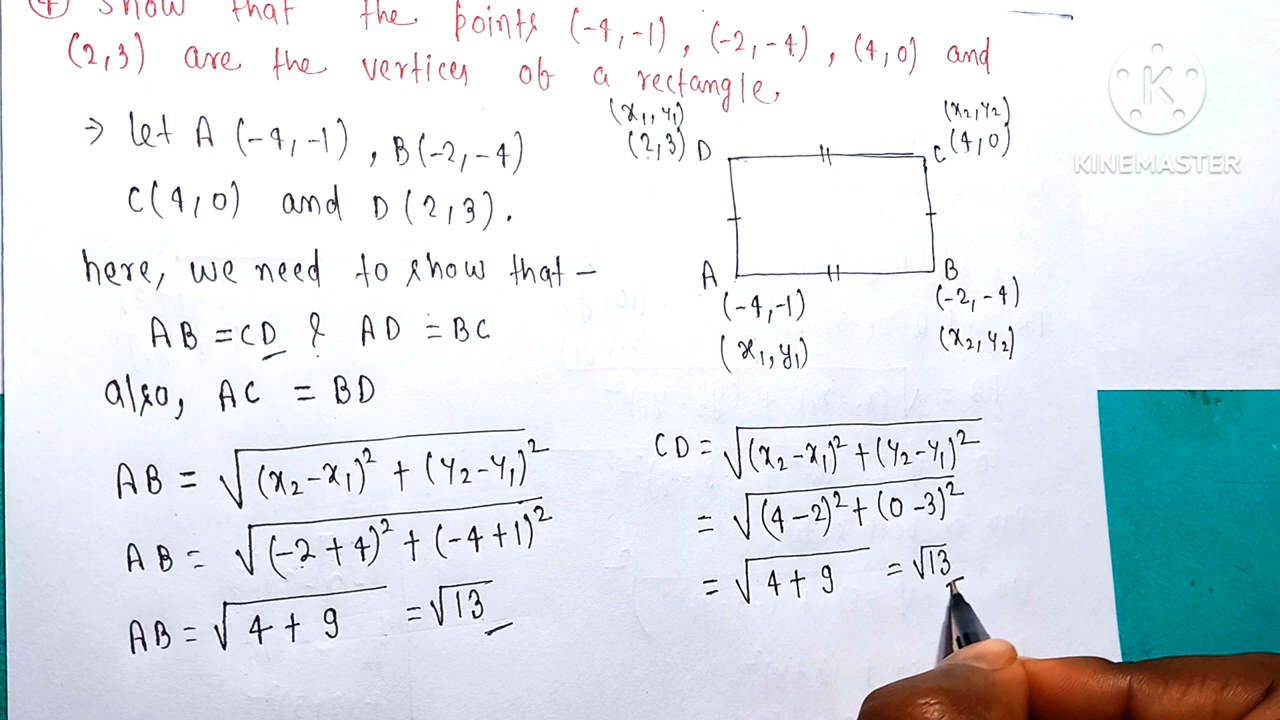 ④ Show that the points (-4,-1), (-2,-4), (4,0) and
(2,3) are the vertices of a rectangle.
⇒ let A (-4,-1), B(-2,-4)
C(4,0) and D(2,3).
here, we need to show that –
AB = CD & AD = BC
also, AC = BD
AB = √(x₂-x₁)² + (y₂-y₁)²
AB = √(-2+4)² + (-4+1)²
AB = √4+9 = √13
(x₁,y₁)
(2,3) D
(x₂,y₂)
C (4,0)
A
(-4,-1)
(x₁,y₁)
B
(-2,-4)
(x₂,y₂)
CD = √(x₂-x₁)² + (y₂-y₁)²
= √(4-2)² + (0-3)²
= √4+9 = √13
K
KINEMASTER